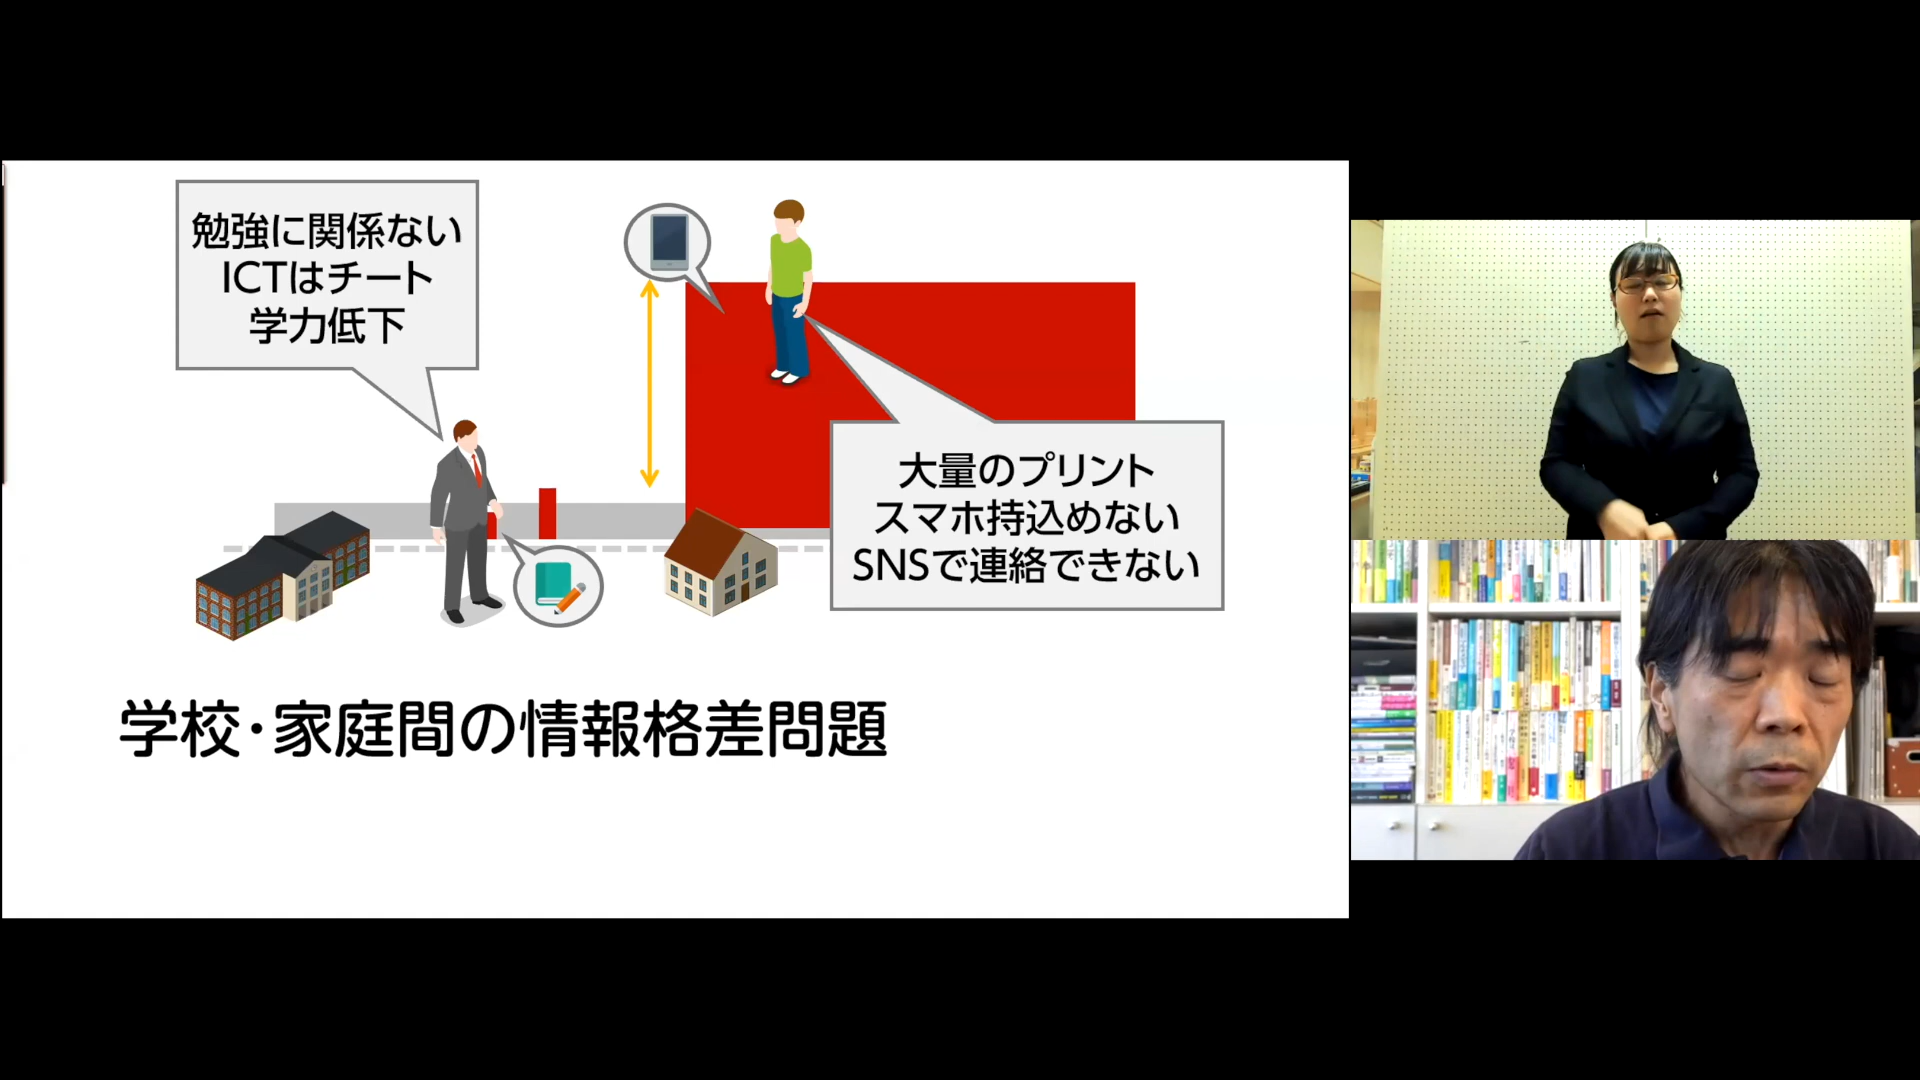 勉強に関係ない
ICTはチート
学力低下
大量のプリント
スマホ持込めない
SNSで連絡できない
学校・家庭間の情報格差問題